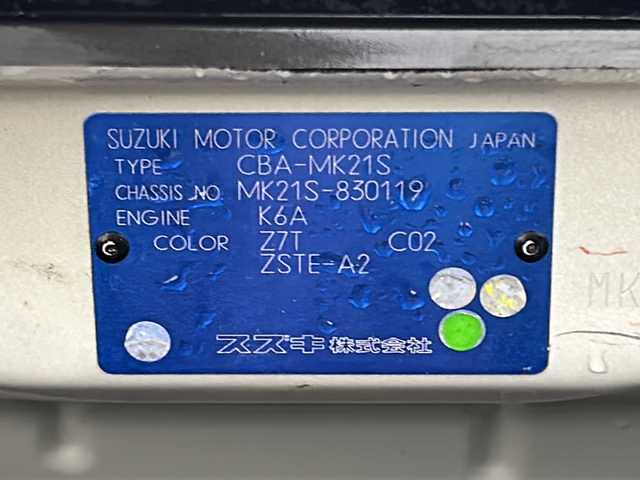 SUZUKI MOTOR CORPORATION JAPAN
TYPE CBA-MK21S
CHASSIS NO. MK21S-830119
ENGINE K6A
COLOR Z7T C02
ZSTE-A2
スズキ株式会社
MK